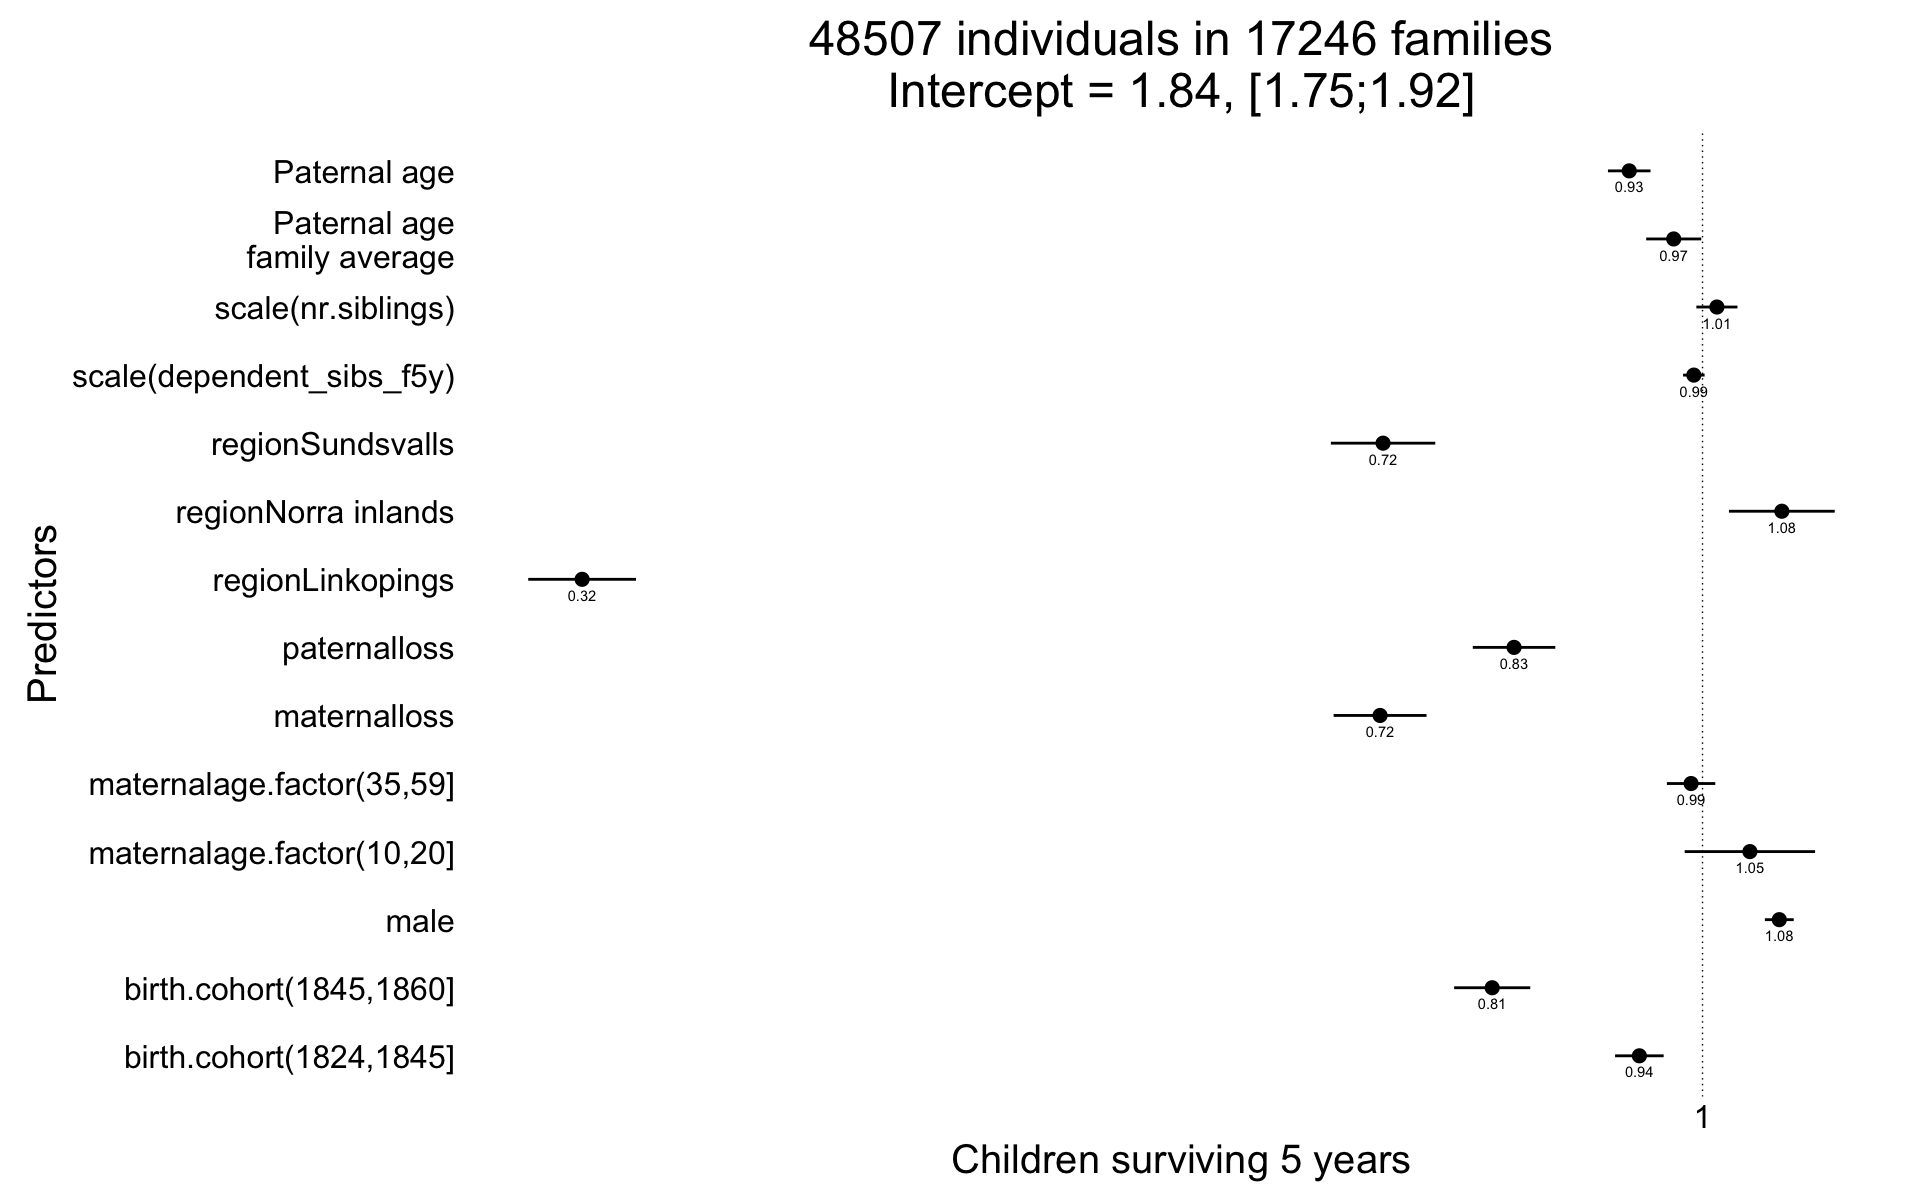 48507 individuals in 17246 families
Intercept = 1.84, [1.75;1.92]
Predictors
Paternal age
0.93
Paternal age
family average
0.97
scale(nr.siblings)
1.01
scale(dependent_sibs_f5y)
0.99
regionSundsvalls
0.72
regionNorra inlands
1.08
regionLinkopings
0.32
paternalloss
0.83
maternalloss
0.72
maternalage.factor(35,59]
0.99
maternalage.factor(10,20]
1.05
male
1.08
birth.cohort(1845,1860]
0.81
birth.cohort(1824,1845]
0.94
1
Children surviving 5 years